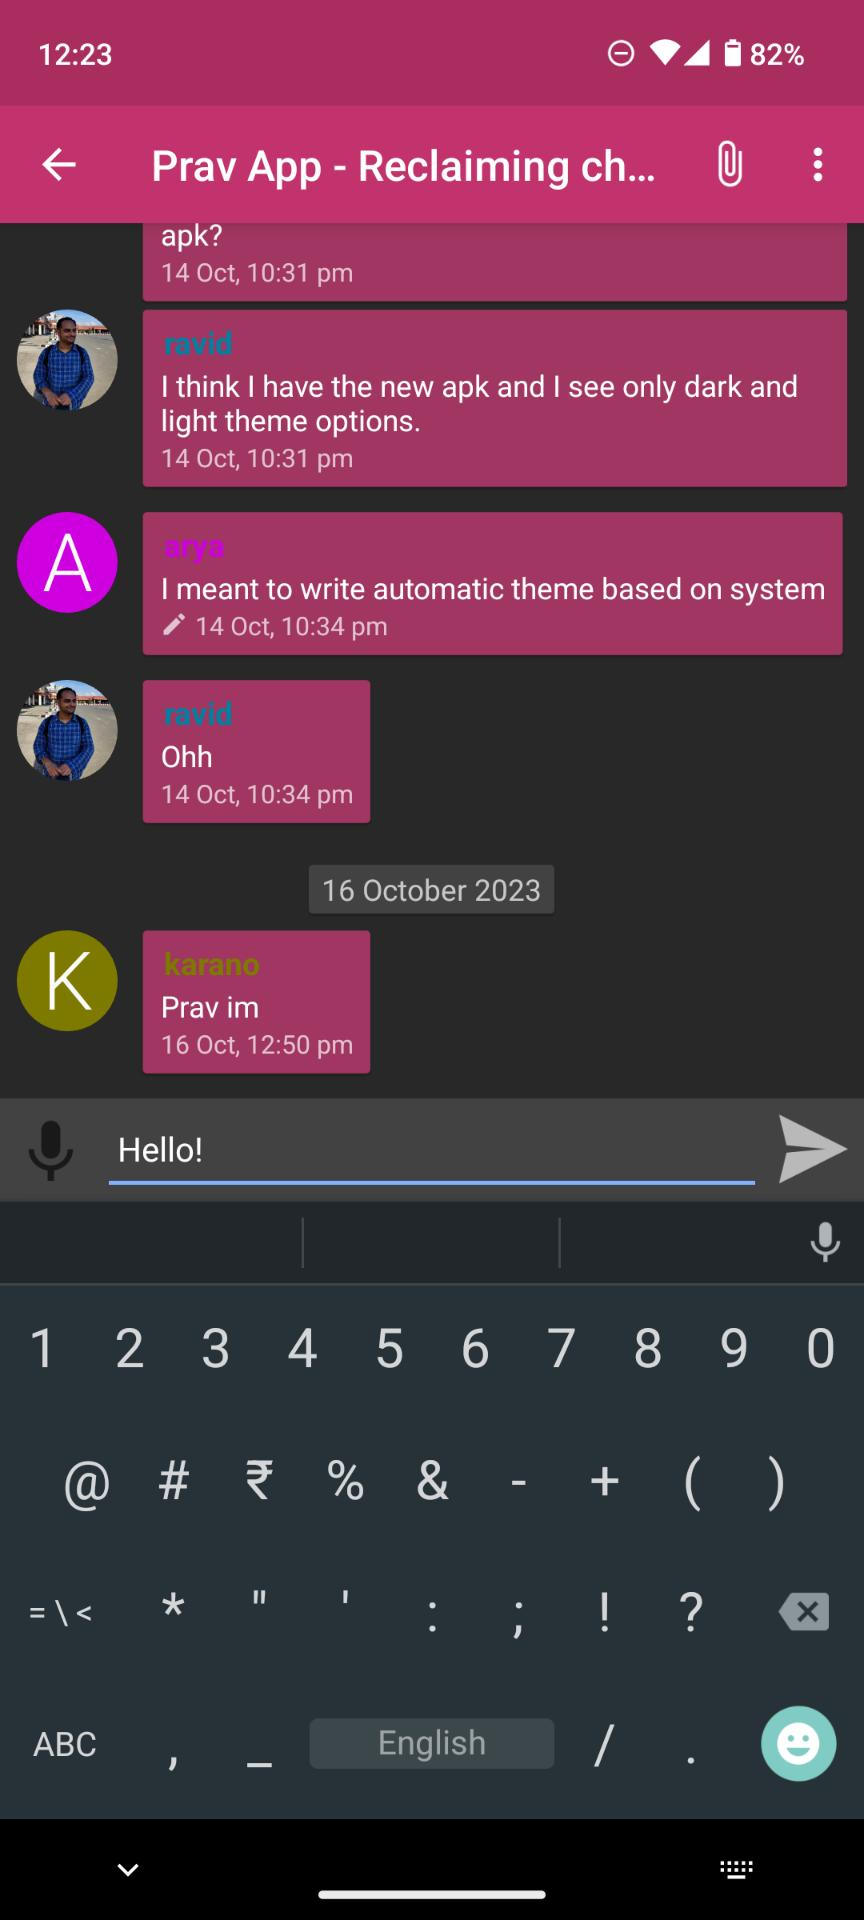 12:23
82%
Prav App - Reclaiming ch...
apk?
14 Oct, 10:31 pm
ravid
I think I have the new apk and I see only dark and
light theme options.
14 Oct, 10:31 pm
A
arya
I meant to write automatic theme based on system
14 Oct, 10:34 pm
ravid
Ohh
14 Oct, 10:34 pm
16 October 2023
K
karano
Prav im
16 Oct, 12:50 pm
Hello!
1 2 3 4 5 6 7 8 9 0
@ # ₹ % & - + ( )
= \ < * " ' : ; ! ?
ABC , _ English / .